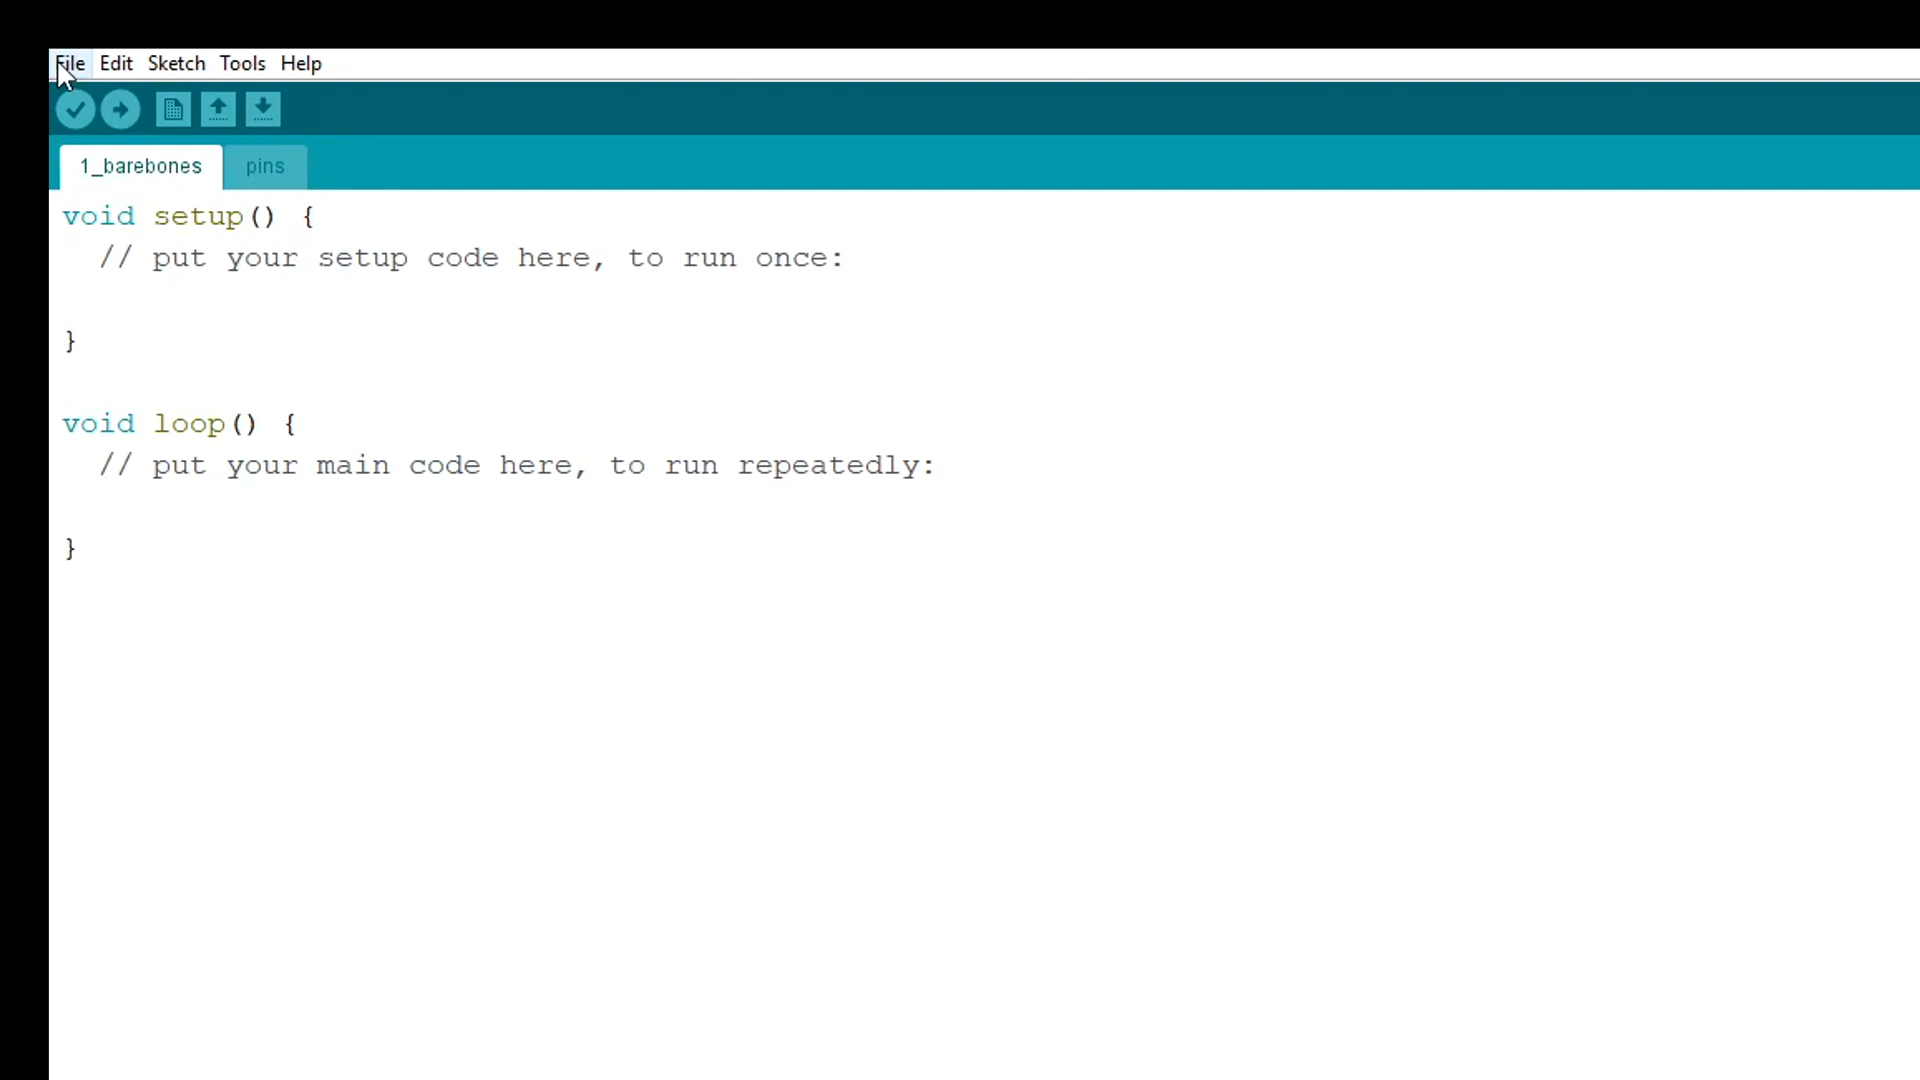 File Edit Sketch Tools Help
1_barebones pins
void setup() {
  // put your setup code here, to run once:

}

void loop() {
  // put your main code here, to run repeatedly:

}